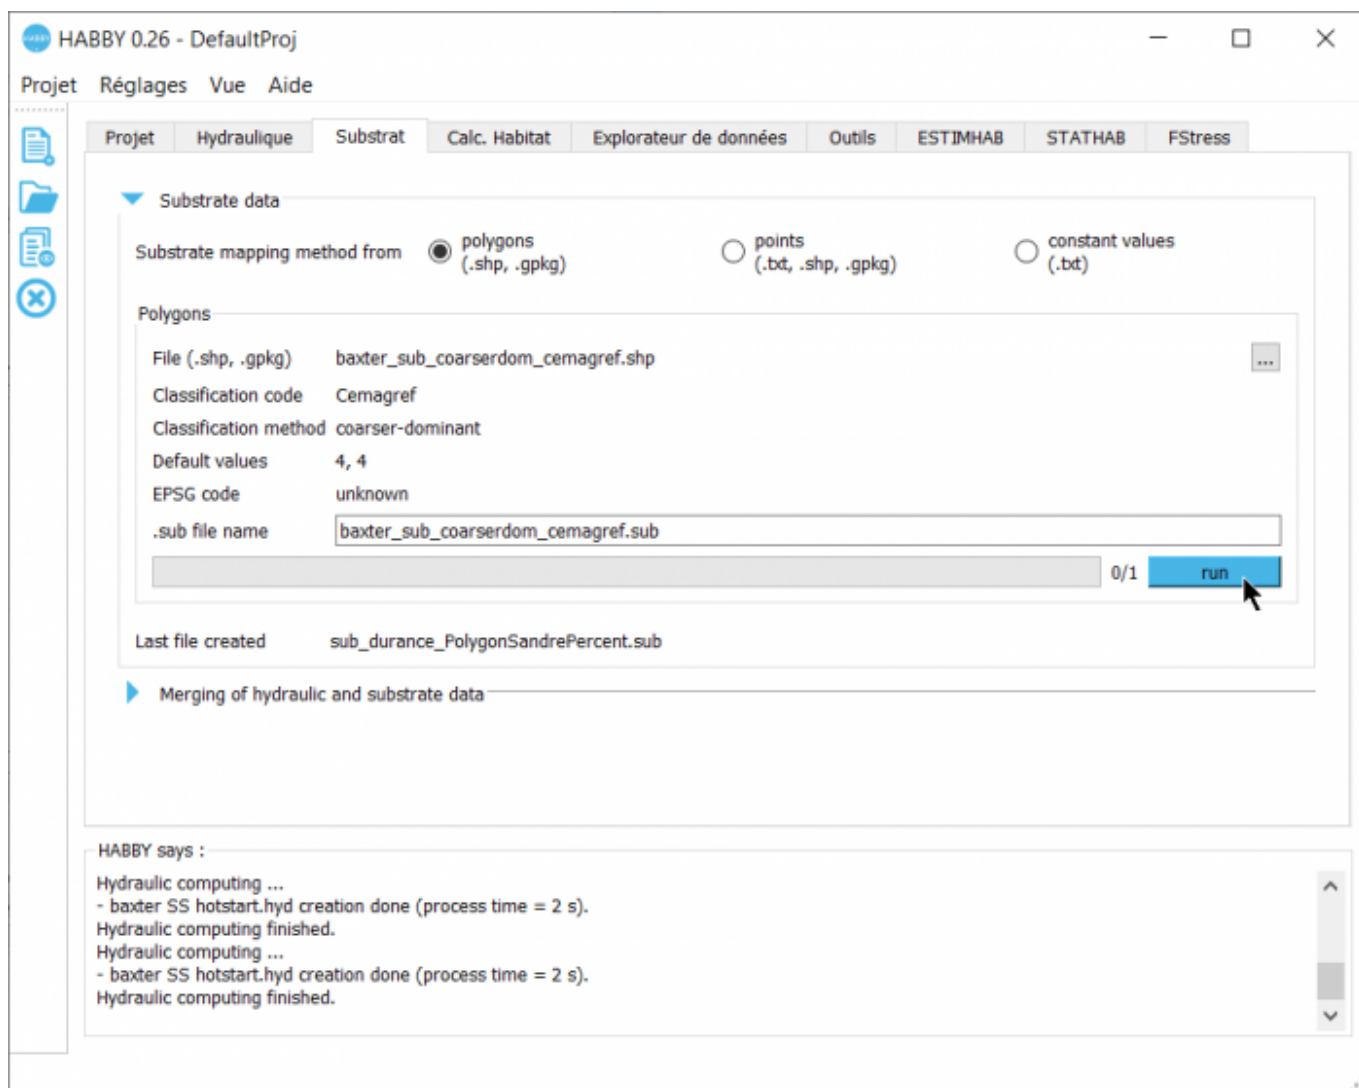 HABBY 0.26 - DefaultProj
Projet Réglages Vue Aide
Projet Hydraulique Substrat Calc. Habitat Explorateur de données Outils ESTIMHAB STATHAB FStress
Substrate data
Substrate mapping method from
polygons
(.shp, .gpkg)
points
(.txt, .shp, .gpkg)
constant values
(.txt)
Polygons
File (.shp, .gpkg) baxter_sub_coarserdom_cemagref.shp ...
Classification code Cemagref
Classification method coarser-dominant
Default values 4, 4
EPSG code unknown
.sub file name baxter_sub_coarserdom_cemagref.sub
0/1 run
Last file created sub_durance_PolygonSandrePercent.sub
Merging of hydraulic and substrate data
HABBY says :
Hydraulic computing ...
- baxter SS hotstart.hyd creation done (process time = 2 s).
Hydraulic computing finished.
Hydraulic computing ...
- baxter SS hotstart.hyd creation done (process time = 2 s).
Hydraulic computing finished.